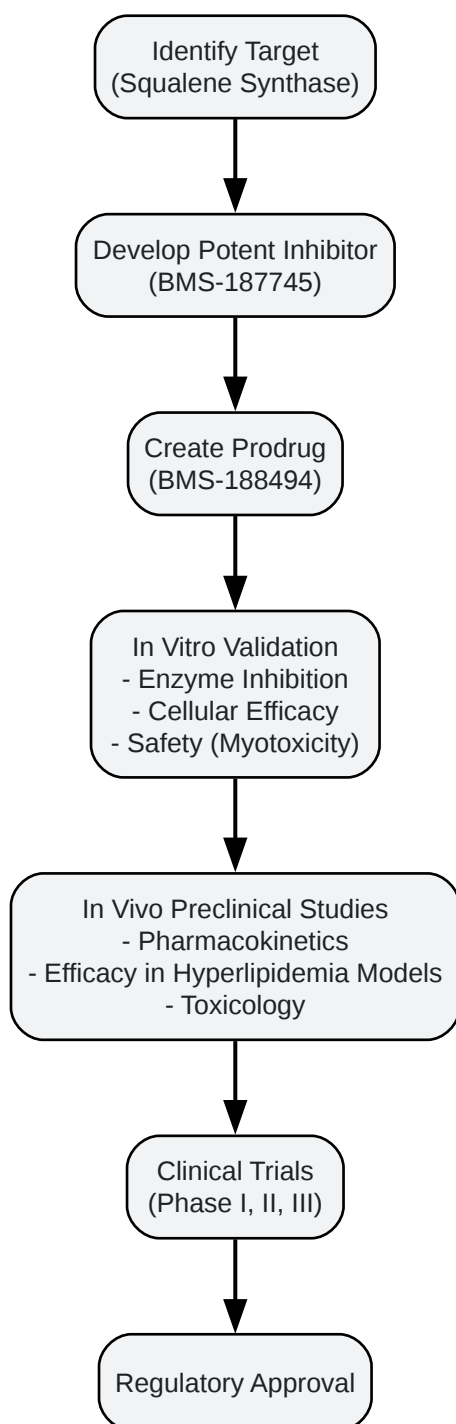 Identify Target
(Squalene Synthase)
Develop Potent Inhibitor
(BMS-187745)
Create Prodrug
(BMS-188494)
In Vitro Validation
- Enzyme Inhibition
- Cellular Efficacy
- Safety (Myotoxicity)
In Vivo Preclinical Studies
- Pharmacokinetics
- Efficacy in Hyperlipidemia Models
- Toxicology
Clinical Trials
(Phase I, II, III)
Regulatory Approval